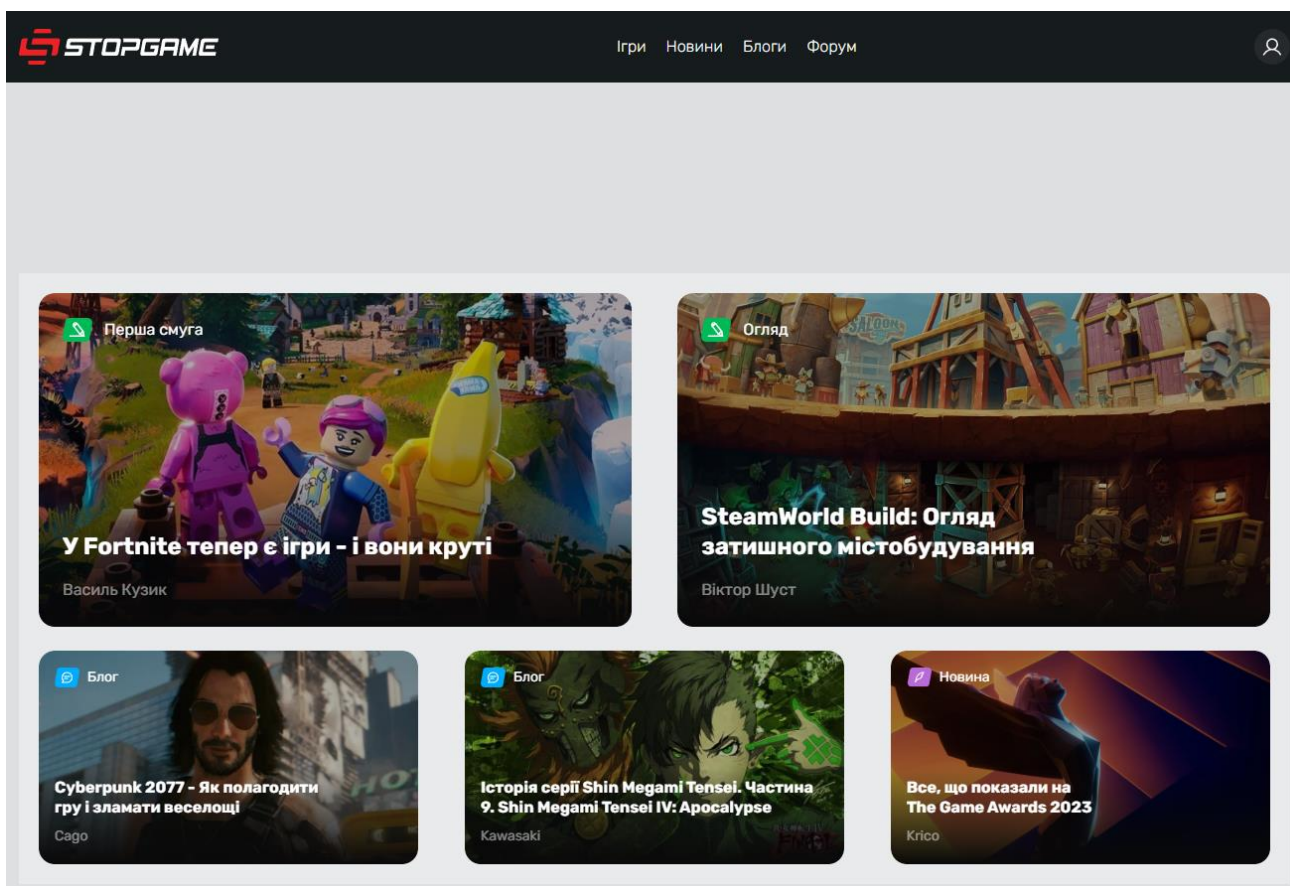 STOPGAME
Ігри Новини Блоги Форум
Перша смуга
У Fortnite тепер є ігри - і вони круті
Василь Кузик
Огляд
SALOON
SteamWorld Build: Огляд
затишного містобудування
Віктор Шуст
Блог
Cyberpunk 2077 - Як полагодити
гру і зламати веселощі
Cago
Блог
Історія серії Shin Megami Tensei. Частина
9. Shin Megami Tensei IV: Apocalypse
Kawasaki
Новина
Все, що показали на
The Game Awards 2023
Krico